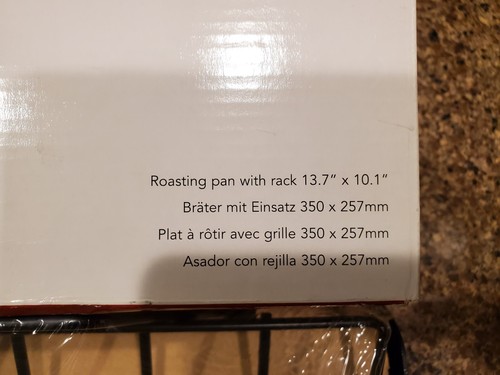 Roasting pan with rack 13.7" x 10.1"
Bräter mit Einsatz 350 x 257mm
Plat à rôtir avec grille 350 x 257mm
Asador con rejilla 350 x 257mm